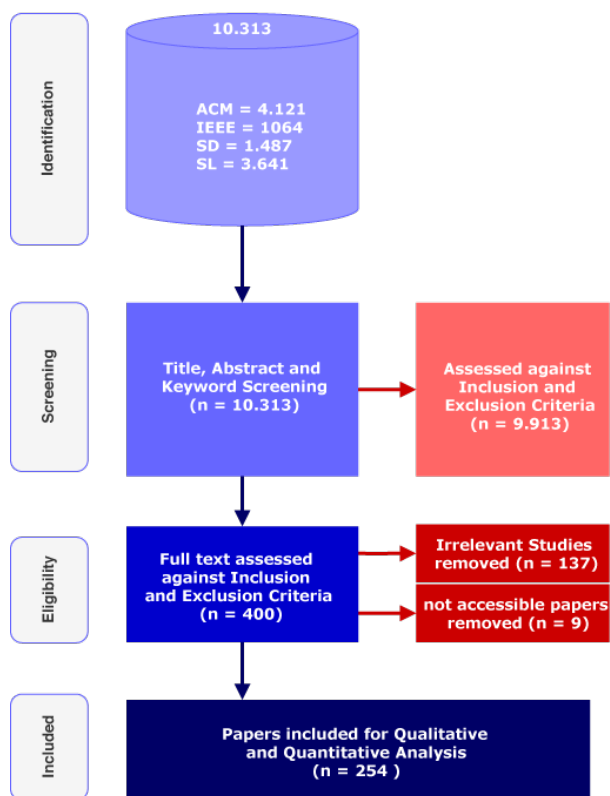 Identification
10.313
ACM = 4.121
IEEE = 1064
SD = 1.487
SL = 3.641
Screening
Title, Abstract and
Keyword Screening
(n = 10.313)
Assessed against
Inclusion and
Exclusion Criteria
(n = 9.913)
Eligibility
Full text assessed
against Inclusion
and Exclusion Criteria
(n = 400)
Irrelevant Studies
removed (n = 137)
not accessible papers
removed (n = 9)
Included
Papers included for Qualitative
and Quantitative Analysis
(n = 254 )